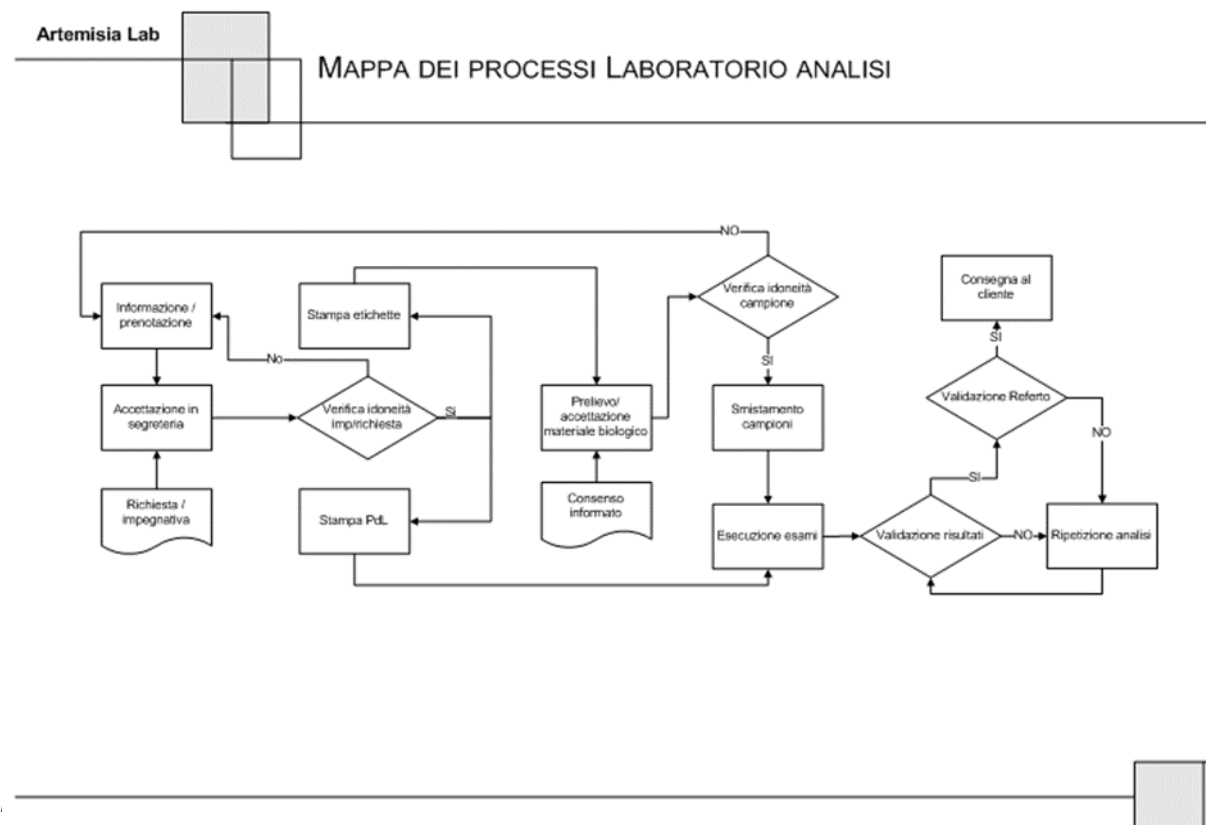 Artemisia Lab
MAPPA DEI PROCESSI LABORATORIO ANALISI
NO
Informazione /
prenotazione
Stampa etichette
Verifica idoneità
campione
Consegna al
cliente
No
SI
SI
Accettazione in
segreteria
Verifica idoneità
imp/richiesta
Si
Prelievo/
accettazione
materiale biologico
Smistamento
campioni
Validazione Referto
NO
Richiesta /
impegnativa
Stampa PdL
Consenso
informato
SI
Esecuzione esami
Validazione risultati
NO
Ripetizione analisi